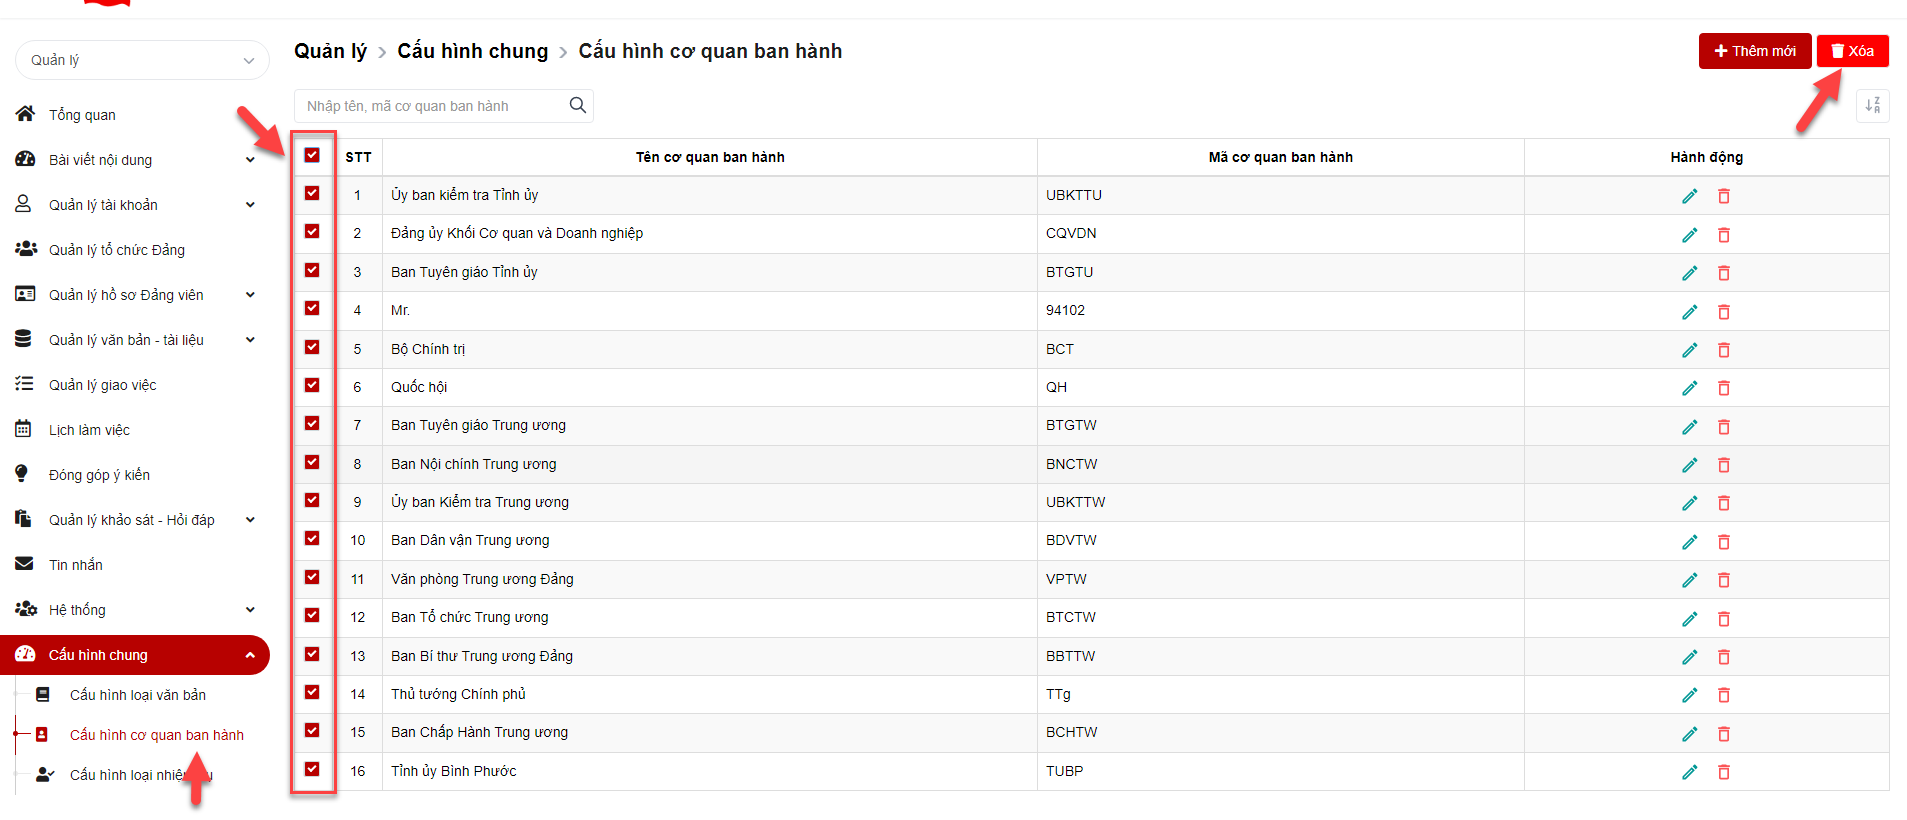 Quản lý
Tổng quan
Bài viết nội dung
Quản lý tài khoản
Quản lý tổ chức Đảng
Quản lý hồ sơ Đảng viên
Quản lý văn bản - tài liệu
Quản lý giao việc
Lịch làm việc
Đóng góp ý kiến
Quản lý khảo sát - Hỏi đáp
Tin nhắn
Hệ thống
Cấu hình chung
Cấu hình loại văn bản
Cấu hình cơ quan ban hành
Cấu hình loại
Quản lý > Cấu hình chung > Cấu hình cơ quan ban hành
Thêm mới Xóa
Nhập tên, mã cơ quan ban hành
STT Tên cơ quan ban hành Mã cơ quan ban hành Hành động
1 Ủy ban kiểm tra Tỉnh ủy UBKTTU
2 Đảng ủy Khối Cơ quan và Doanh nghiệp CQVDN
3 Ban Tuyên giáo Tỉnh ủy BTGTU
4 Mr. 94102
5 Bộ Chính trị BCT
6 Quốc hội QH
7 Ban Tuyên giáo Trung ương BTGTW
8 Ban Nội chính Trung ương BNCTW
9 Ủy ban Kiểm tra Trung ương UBKTTW
10 Ban Dân vận Trung ương BDVTW
11 Văn phòng Trung ương Đảng VPTW
12 Ban Tổ chức Trung ương BTCTW
13 Ban Bí thư Trung ương Đảng BBTTW
14 Thủ tướng Chính phủ TTg
15 Ban Chấp Hành Trung ương BCHTW
16 Tỉnh ủy Bình Phước TUBP